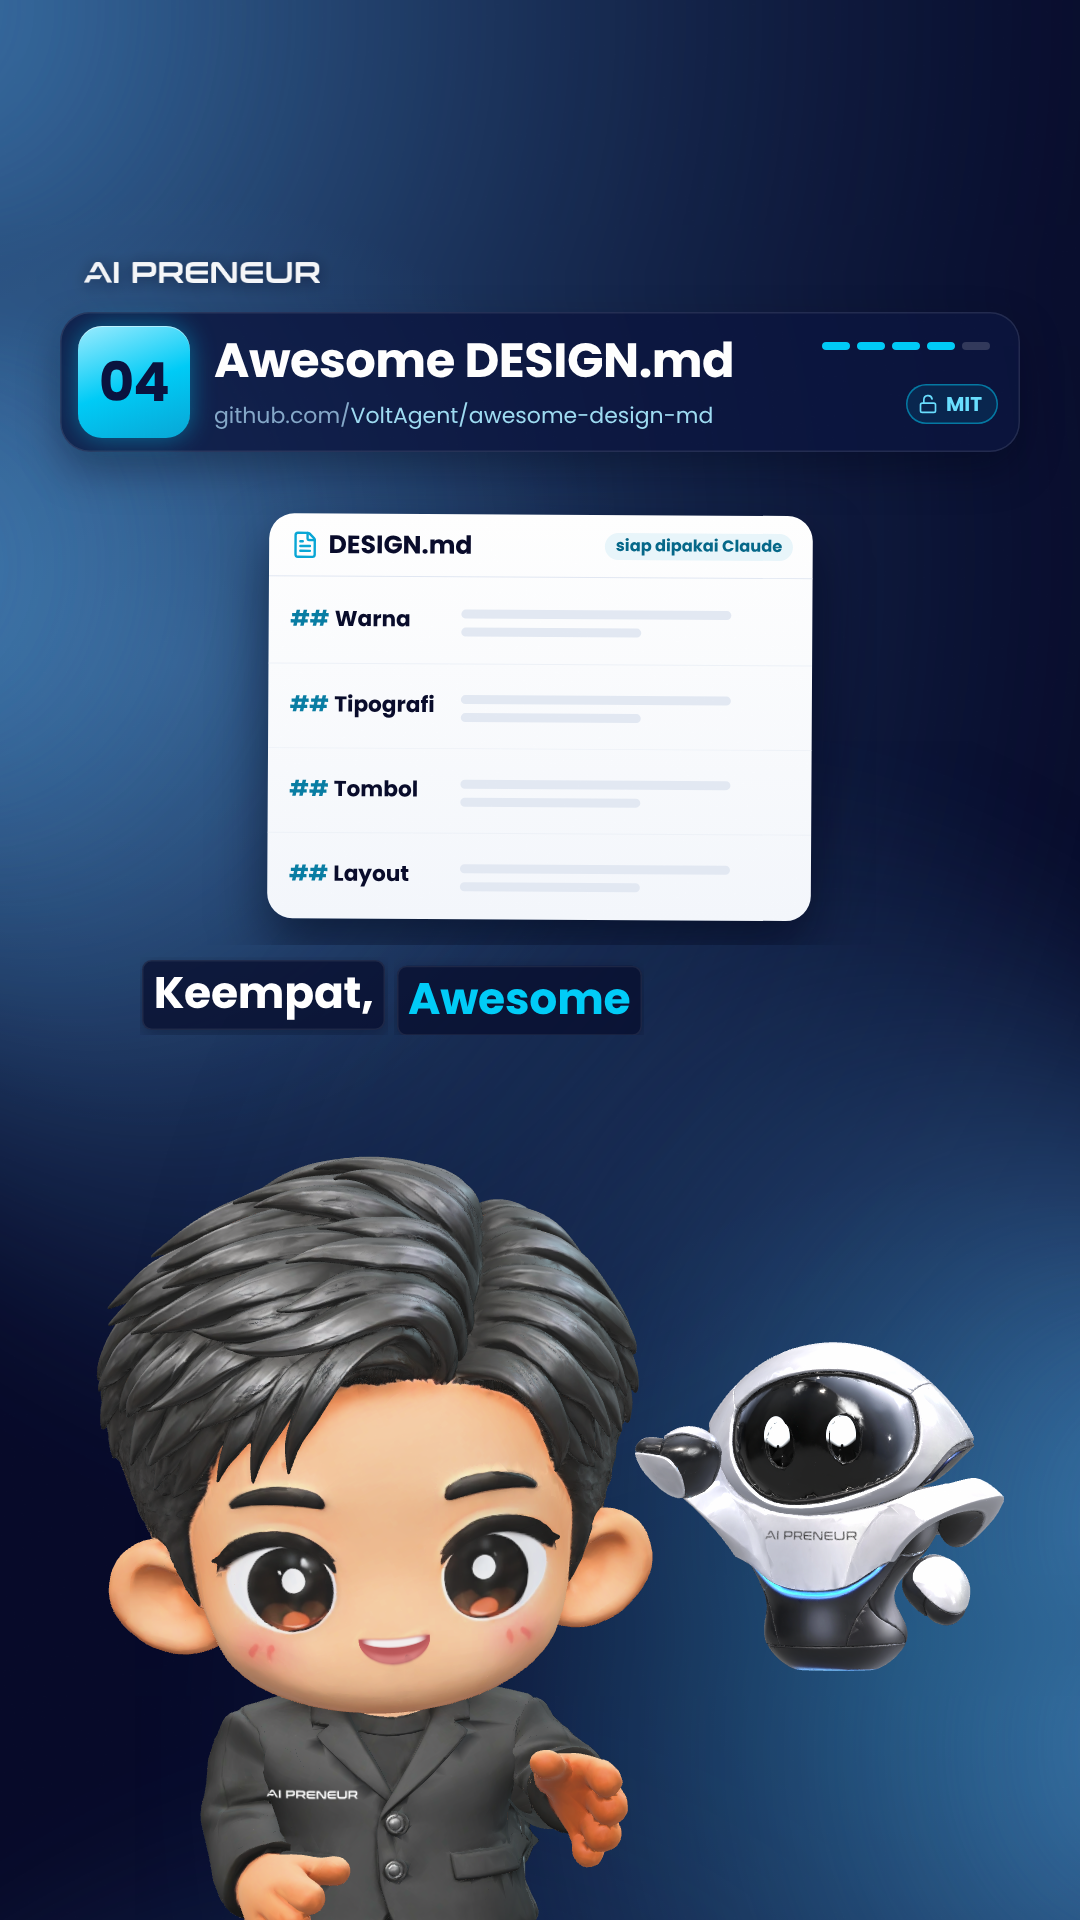 AI PRENEUR
04
Awesome DESIGN.md
github.com/VoltAgent/awesome-design-md
MIT
DESIGN.md
siap dipakai Claude
## Warna
## Tipografi
## Tombol
## Layout
Keempat, Awesome
AI PRENEUR
AI PRENEUR